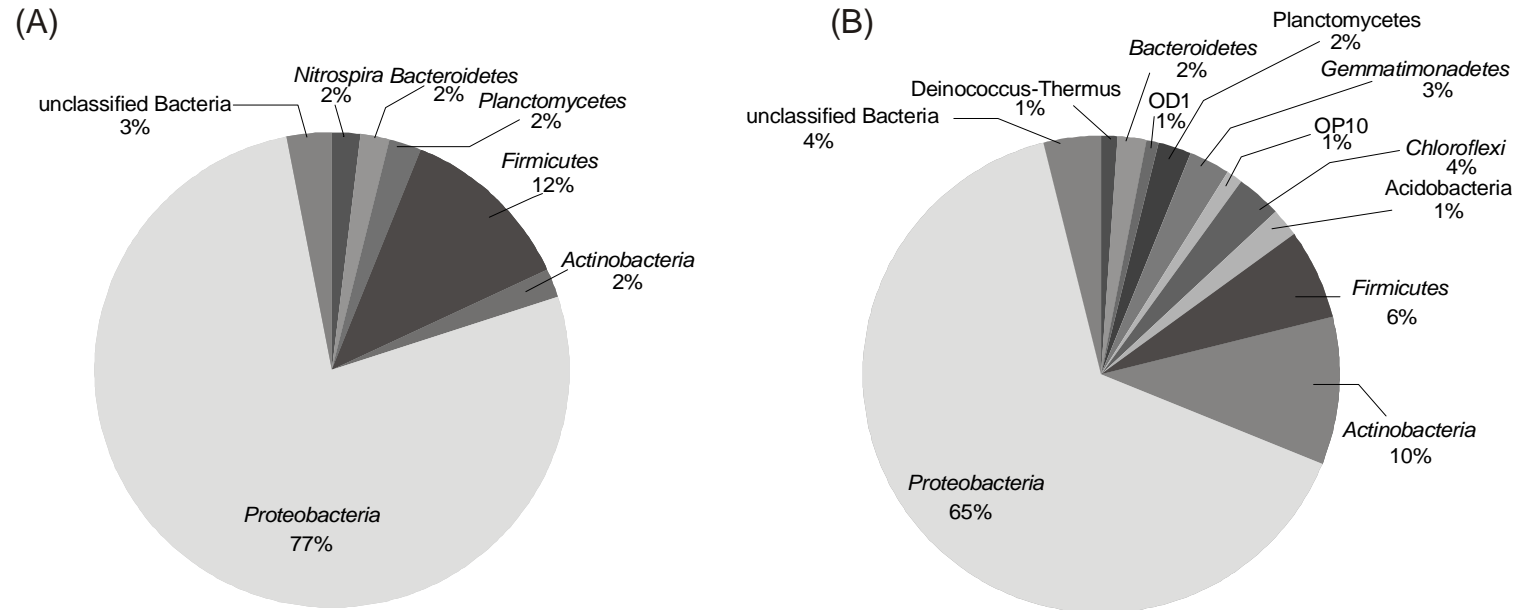 (A)
Nitrospira
2%
Bacteroidetes
2%
unclassified Bacteria
3%
Planctomycetes
2%
Firmicutes
12%
Actinobacteria
2%
Proteobacteria
77%
(B)
Planctomycetes
2%
Bacteroidetes
2%
Gemmatimonadetes
3%
Deinococcus-Thermus
1%
OD1
1%
unclassified Bacteria
4%
OP10
1%
Chloroflexi
4%
Acidobacteria
1%
Firmicutes
6%
Actinobacteria
10%
Proteobacteria
65%